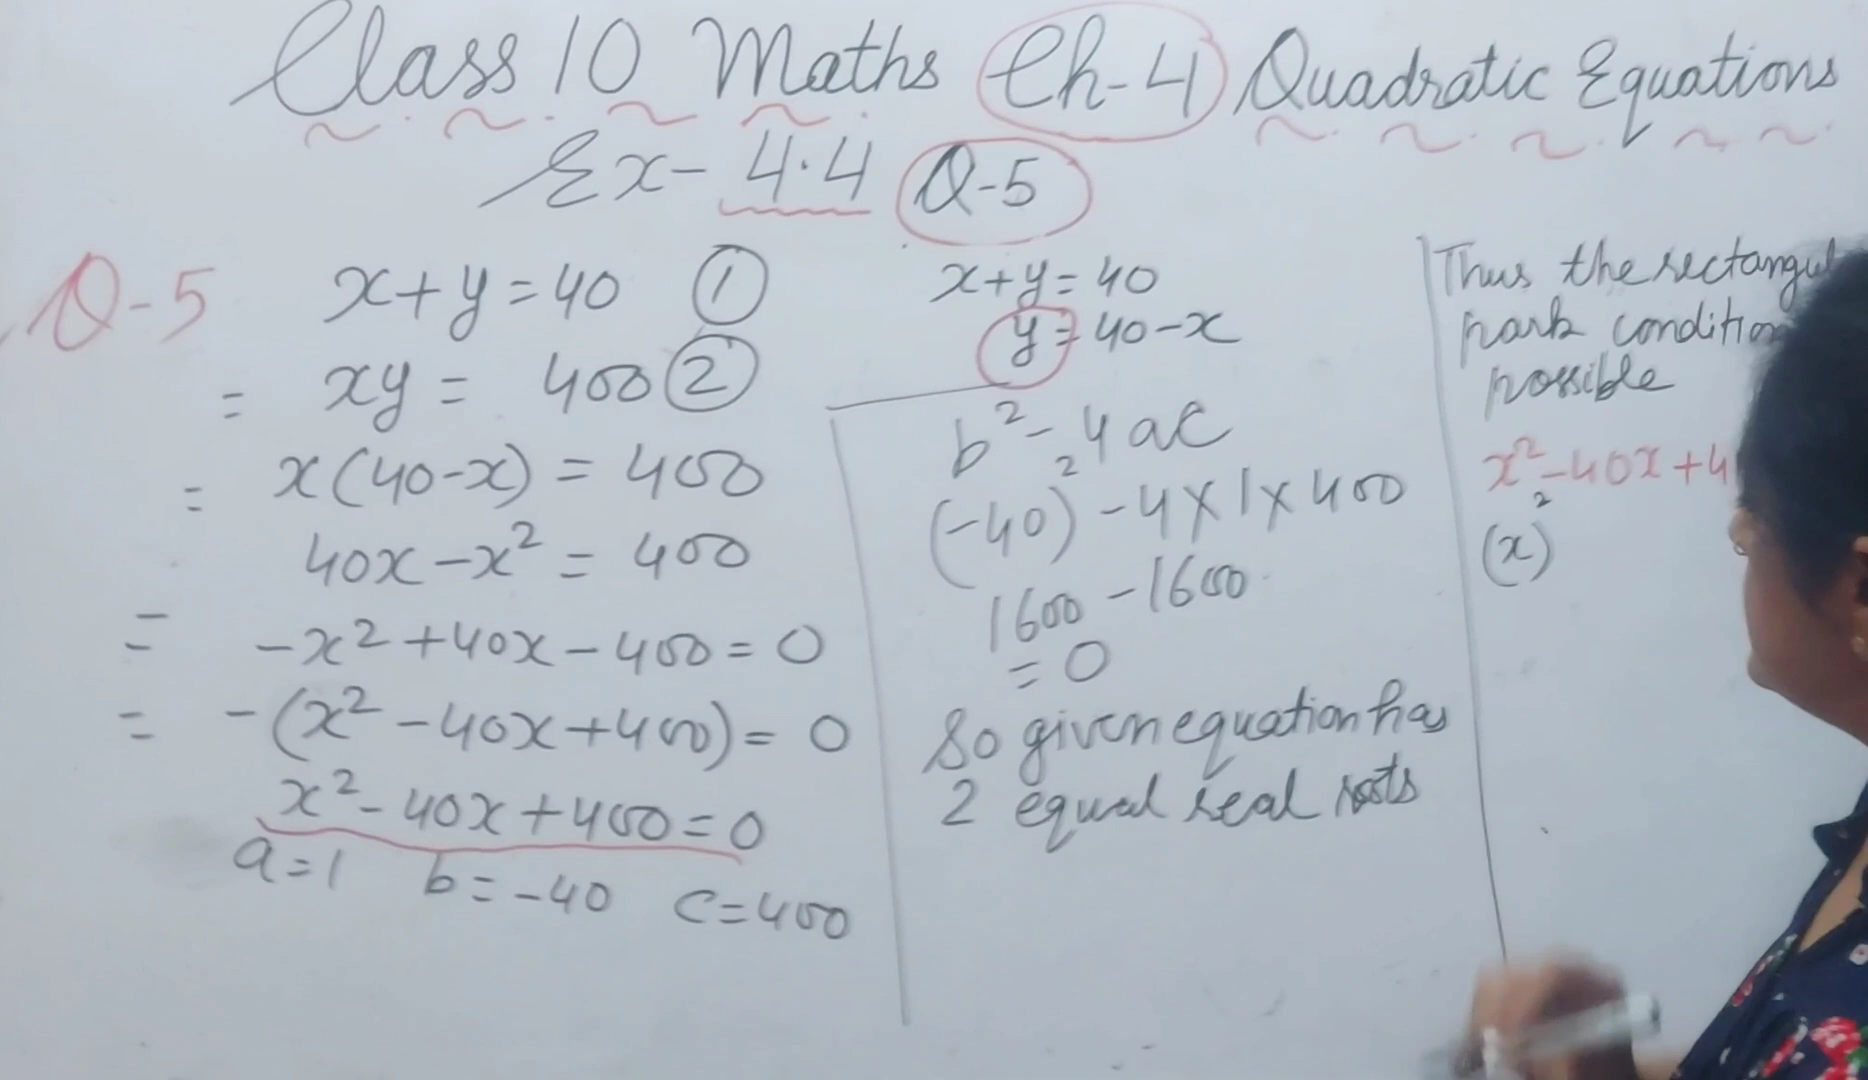 Class 10 Maths Ch-4 Quadratic Equations
Ex- 4.4 Q-5
Q-5
x+y=40 ①
= xy = 400 ②
= x(40-x) = 400
40x-x² = 400
= -x²+40x-400=0
= -(x²-40x+400)=0
x²-40x+400=0
a=1 b=-40 c=400
x+y=40
y=40-x
b²-4ac
(-40)²-4×1×400
1600-1600
=0
So given equation has
2 equal real roots
Thus the
park
possible
x²-40x+4
(x)²